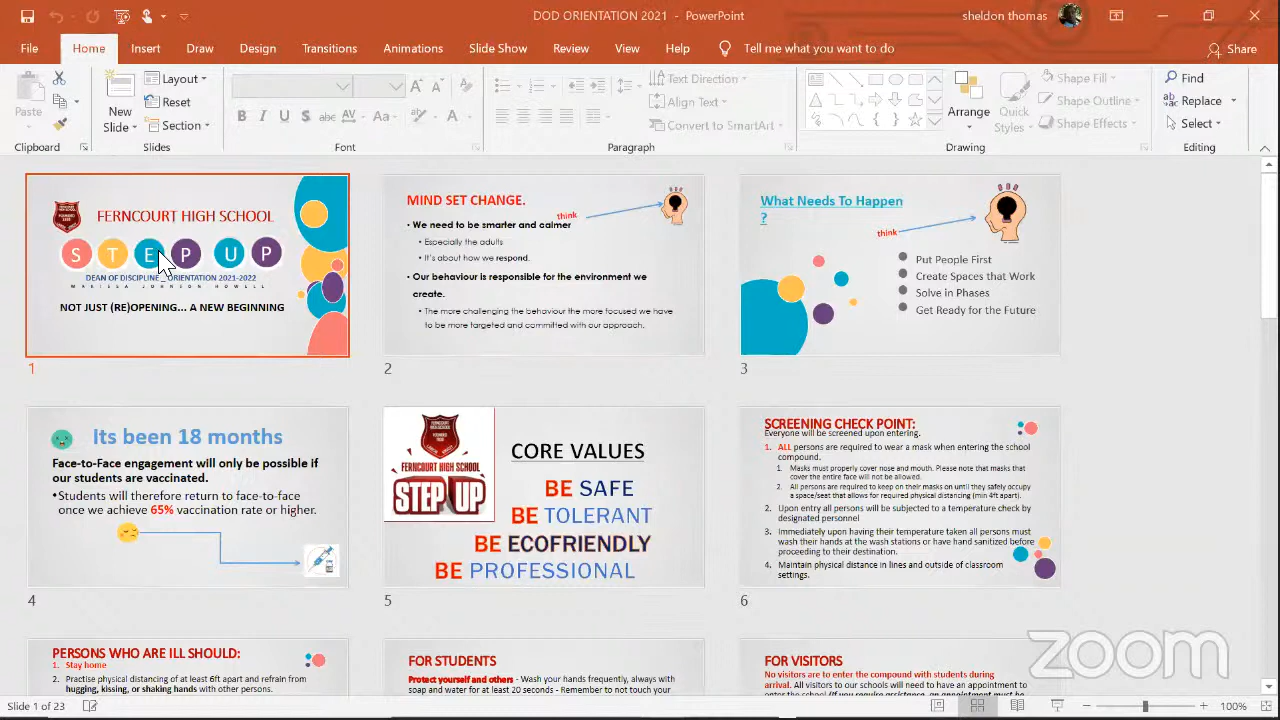 DOD ORIENTATION 2021 - PowerPoint
sheldon thomas
File Home Insert Draw Design Transitions Animations Slide Show Review View Help Tell me what you want to do Share
Paste
Clipboard
New
Slide
Layout
Reset
Section
Slides
B I U S abc AV Aa A
Font
Text Direction
Align Text
Convert to SmartArt
Paragraph
Arrange
Quick
Styles
Shape Fill
Shape Outline
Shape Effects
Drawing
Find
Replace
Select
Editing
FERNCOURT HIGH SCHOOL
S T E P U P
DEAN OF DISCIPLINE_ ORIENTATION 2021-2022
NOT JUST (RE)OPENING... A NEW BEGINNING
1
MIND SET CHANGE.
think
• We need to be smarter and calmer
• Especially the adults
• It's about how we respond.
• Our behaviour is responsible for the environment we
create.
• The more challenging the behaviour the more focused we have
to be more targeted and committed with our approach.
2
What Needs To Happen
?
think
Put People First
Create Spaces that Work
Solve in Phases
Get Ready for the Future
3
Its been 18 months
Face-to-Face engagement will only be possible if
our students are vaccinated.
•Students will therefore return to face-to-face
once we achieve 65% vaccination rate or higher.
4
FERNCOURT HIGH SCHOOL
STEP UP
CORE VALUES
BE SAFE
BE TOLERANT
BE ECOFRIENDLY
BE PROFESSIONAL
5
SCREENING CHECK POINT:
Everyone will be screened upon entering.
1. ALL persons are required to wear a mask when entering the school
compound.
1. Masks must properly cover nose and mouth. Please note that masks that
cover the entire face will not be allowed.
2. All persons are required to keep on their masks on until they safely occupy
a space/seat that allows for required physical distancing (min 4ft apart).
2. Upon entry all persons will be subjected to a temperature check by
designated personnel
3. Immediately upon having their temperature taken all persons must
wash their hands at the wash stations or have hand sanitized before
proceeding to their destination.
4. Maintain physical distance in lines and outside of classroom
settings.
6
PERSONS WHO ARE ILL SHOULD:
1. Stay home
2. Practise physical distancing of at least 6ft apart and refrain from
hugging, kissing, or shaking hands with other persons.
FOR STUDENTS
Protect yourself and others - Wash your hands frequently, always with
soap and water for at least 20 seconds - Remember to not touch your
FOR VISITORS
No visitors are to enter the compound with students during
arrival. All visitors to our schools will need to have an appointment to
enter the school (If you require assistance, an appointment must be
zoom
Slide 1 of 23
100%